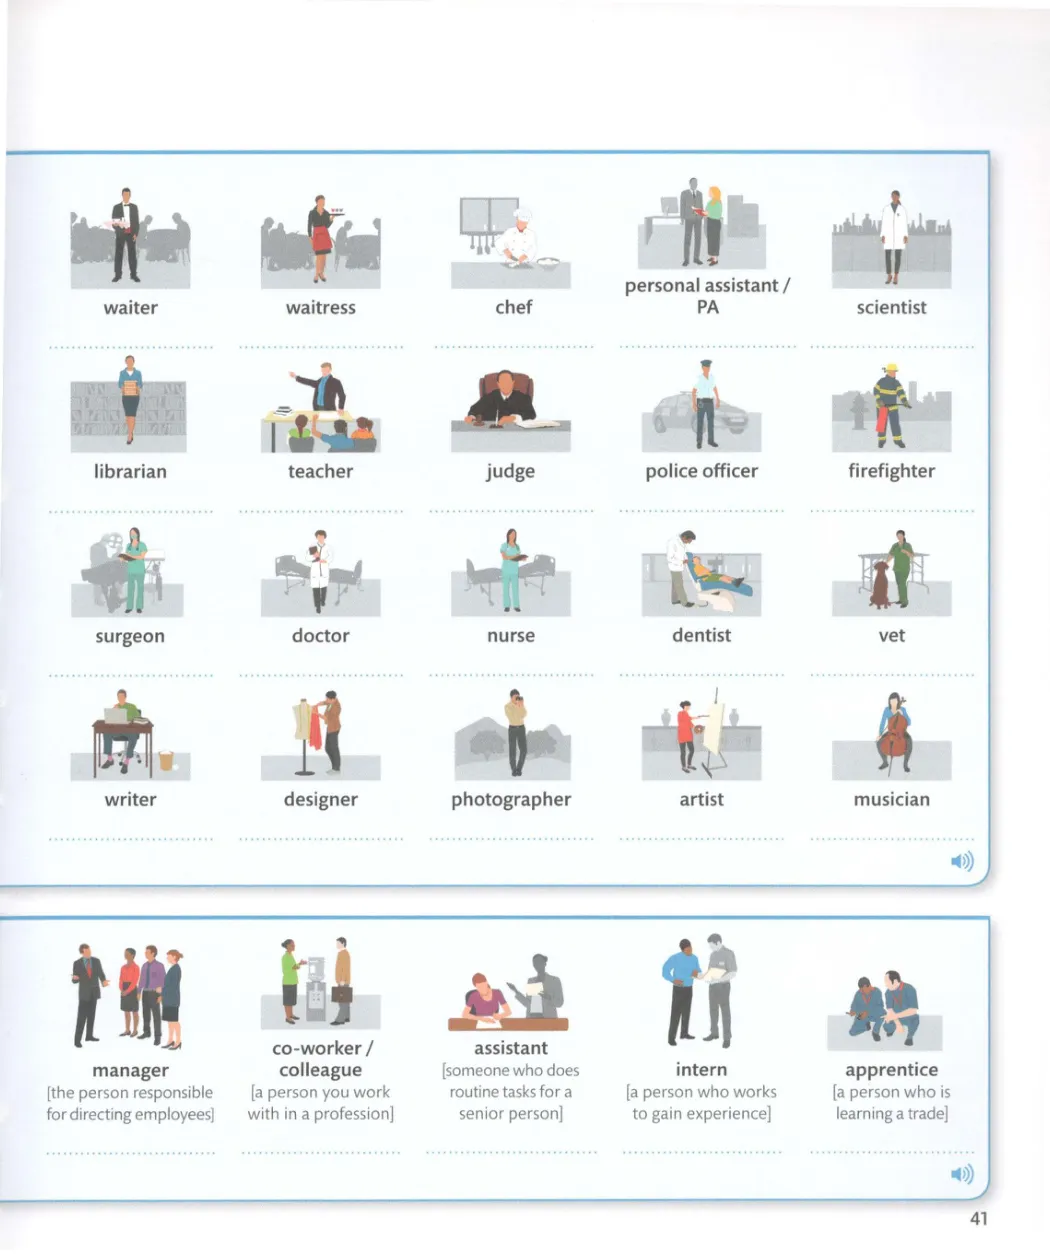 waiter
waitress
chef
personal assistant /
PA
scientist
librarian
teacher
judge
police officer
firefighter
surgeon
doctor
nurse
dentist
vet
writer
designer
photographer
artist
musician
manager
[the person responsible
for directing employees]
co-worker /
colleague
[a person you work
with in a profession]
assistant
[someone who does
routine tasks for a
senior person]
intern
[a person who works
to gain experience]
apprentice
[a person who is
learning a trade]
41